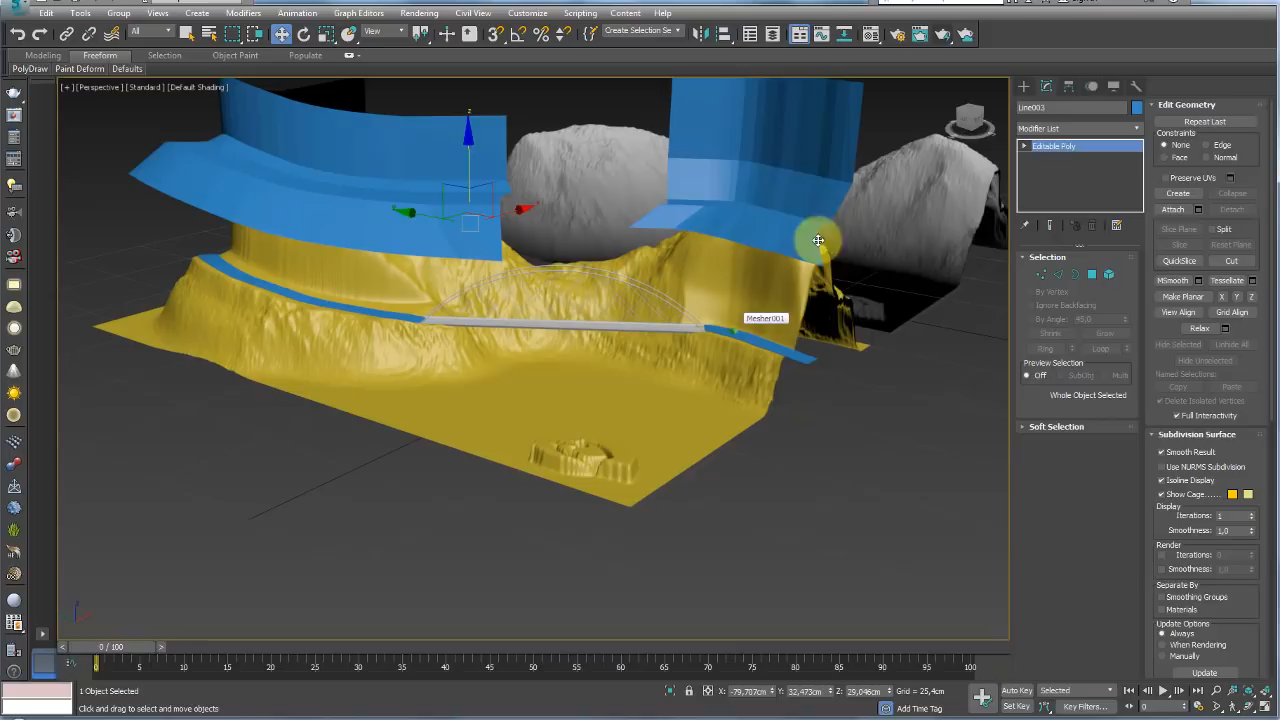 Edit Tools Group Views Create Modifiers Animation Graph Editors Rendering Civil View Customize Scripting Content Help
All View Create Selection Se
Modeling Freeform Selection Object Paint Populate
PolyDraw Paint Deform Defaults
[+] [Perspective] [Standard] [Default Shading]
z
Mesher001
z
Line003
Modifier List
Editable Poly
Selection
By Vertex
Ignore Backfacing
By Angle: 45,0
Shrink Grow
Ring Loop
Preview Selection
Off SubObj Multi
Whole Object Selected
Soft Selection
Edit Geometry
Repeat Last
Constraints
None Edge
Face Normal
Preserve UVs
Create Collapse
Attach Detach
Slice Plane Split
Slice Reset Plane
QuickSlice Cut
MSmooth Tessellate
Make Planar X Y Z
View Align Grid Align
Relax
Hide Selected Unhide All
Hide Unselected
Named Selections:
Copy Paste
Delete Isolated Vertices
Full Interactivity
Subdivision Surface
Smooth Result
Use NURMS Subdivision
Isoline Display
Show Cage......
Display
Iterations: 1
Smoothness: 1,0
Render
Iterations: 0
Smoothness: 1,0
Separate By
Smoothing Groups
Materials
Update Options
Always
When Rendering
Manually
Update
< 0 / 100 >
0 5 10 15 20 25 30 35 40 45 50 55 60 65 70 75 80 85 90 95 100
1 Object Selected
X: -79,707cm Y: 32,473cm Z: 29,046cm Grid = 25,4cm
Auto Key Selected
Click and drag to select and move objects
Add Time Tag
Set Key Key Filters... 0